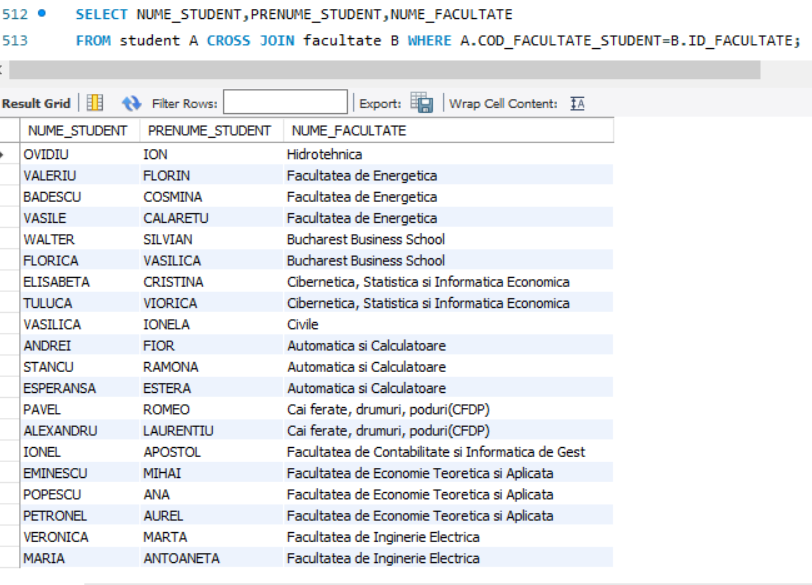 512 SELECT NUME_STUDENT,PRENUME_STUDENT,NUME_FACULTATE
513 FROM student A CROSS JOIN facultate B WHERE A.COD_FACULTATE_STUDENT=B.ID_FACULTATE;
Result Grid Filter Rows: Export: Wrap Cell Content:
NUME_STUDENT PRENUME_STUDENT NUME_FACULTATE
OVIDIU ION Hidrotehnica
VALERIU FLORIN Facultatea de Energetica
BADESCU COSMINA Facultatea de Energetica
VASILE CALARETU Facultatea de Energetica
WALTER SILVIAN Bucharest Business School
FLORICA VASILICA Bucharest Business School
ELISABETA CRISTINA Cibernetica, Statistica si Informatica Economica
TULUCA VIORICA Cibernetica, Statistica si Informatica Economica
VASILICA IONELA Civile
ANDREI FIOR Automatica si Calculatoare
STANCU RAMONA Automatica si Calculatoare
ESPERANSA ESTERA Automatica si Calculatoare
PAVEL ROMEO Cai ferate, drumuri, poduri(CFDP)
ALEXANDRU LAURENTIU Cai ferate, drumuri, poduri(CFDP)
IONEL APOSTOL Facultatea de Contabilitate si Informatica de Gest
EMINESCU MIHAI Facultatea de Economie Teoretica si Aplicata
POPESCU ANA Facultatea de Economie Teoretica si Aplicata
PETRONEL AUREL Facultatea de Economie Teoretica si Aplicata
VERONICA MARTA Facultatea de Inginerie Electrica
MARIA ANTOANETA Facultatea de Inginerie Electrica